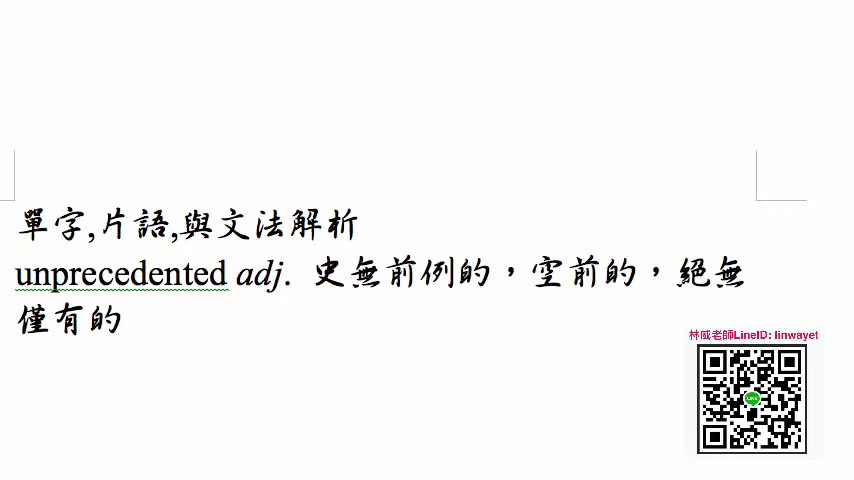 單字,片語,與文法解析
unprecedented adj. 史無前例的，空前的，絕無
僅有的
林威老師LineID: linwayet
LINE